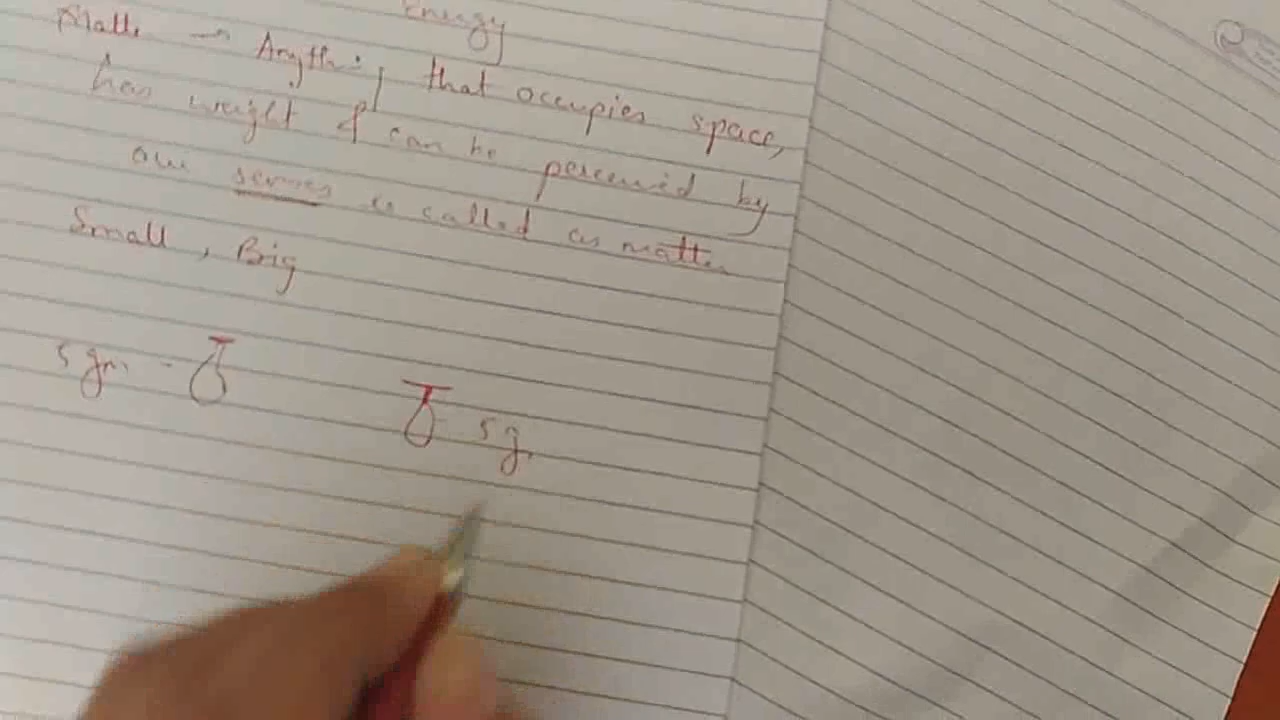 Energy
Matter → Anything that occupies space,
has weight & can be perceived by
our senses is called as matter
Small, Big
5 gm -
5 g